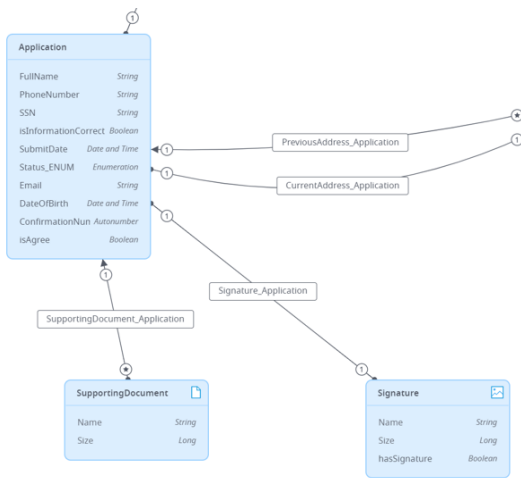 1
Application
FullName String
PhoneNumber String
SSN String
isInformationCorrect Boolean
SubmitDate Date and Time
Status_ENUM Enumeration
Email String
DateOfBirth Date and Time
ConfirmationNun Autonumber
isAgree Boolean
*
1
PreviousAddress_Application
1
1
CurrentAddress_Application
1
1
Signature_Application
SupportingDocument_Application
*
1
SupportingDocument
Name String
Size Long
Signature
Name String
Size Long
hasSignature Boolean